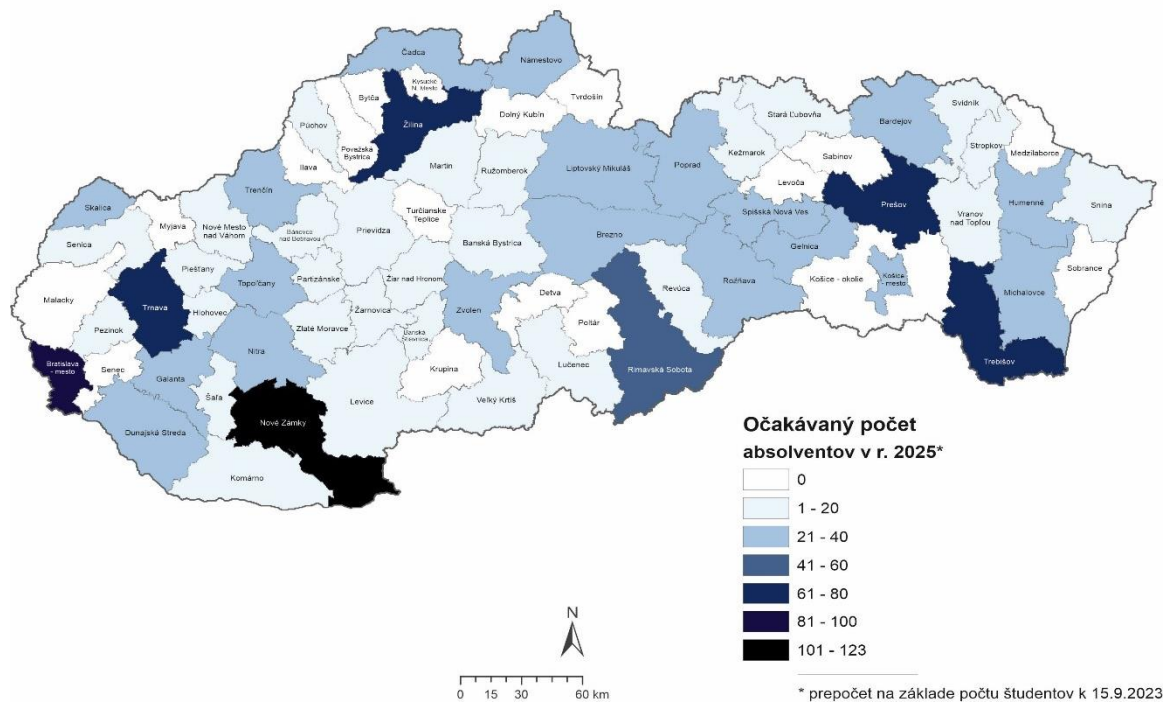 Čadca
Námestovo
Kysucké
N. Mesto
Tvrdošín
Bytča
Dolný Kubín
Žilina
Púchov
Považská
Bystrica
Ilava
Martin
Ružomberok
Liptovský Mikuláš
Poprad
Kežmarok
Stará Ľubovňa
Bardejov
Svidník
Stropkov
Medzilaborce
Sabinov
Levoča
Prešov
Humenné
Snina
Vranov
nad Topľou
Spišská Nová Ves
Gelnica
Sobrance
Košice - okolie
Košice
- mesto
Michalovce
Trebišov
Rožňava
Revúca
Brezno
Banská Bystrica
Turčianske
Teplice
Prievidza
Trenčín
Bánovce
nad Bebravou
Skalica
Senica
Myjava
Nové Mesto
nad Váhom
Piešťany
Topoľčany
Partizánske
Žiar nad Hronom
Zvolen
Detva
Poltár
Rimavská Sobota
Lučenec
Malacky
Trnava
Hlohovec
Zlaté Moravce
Žarnovica
Banská
Štiavnica
Krupina
Pezinok
Senec
Bratislava
- mesto
Galanta
Nitra
Šaľa
Levice
Veľký Krtíš
Nové Zámky
Dunajská Streda
Komárno
Očakávaný počet
absolventov v r. 2025*
0
1 - 20
21 - 40
41 - 60
61 - 80
81 - 100
101 - 123
N
0 15 30 60 km
* prepočet na základe počtu študentov k 15.9.2023